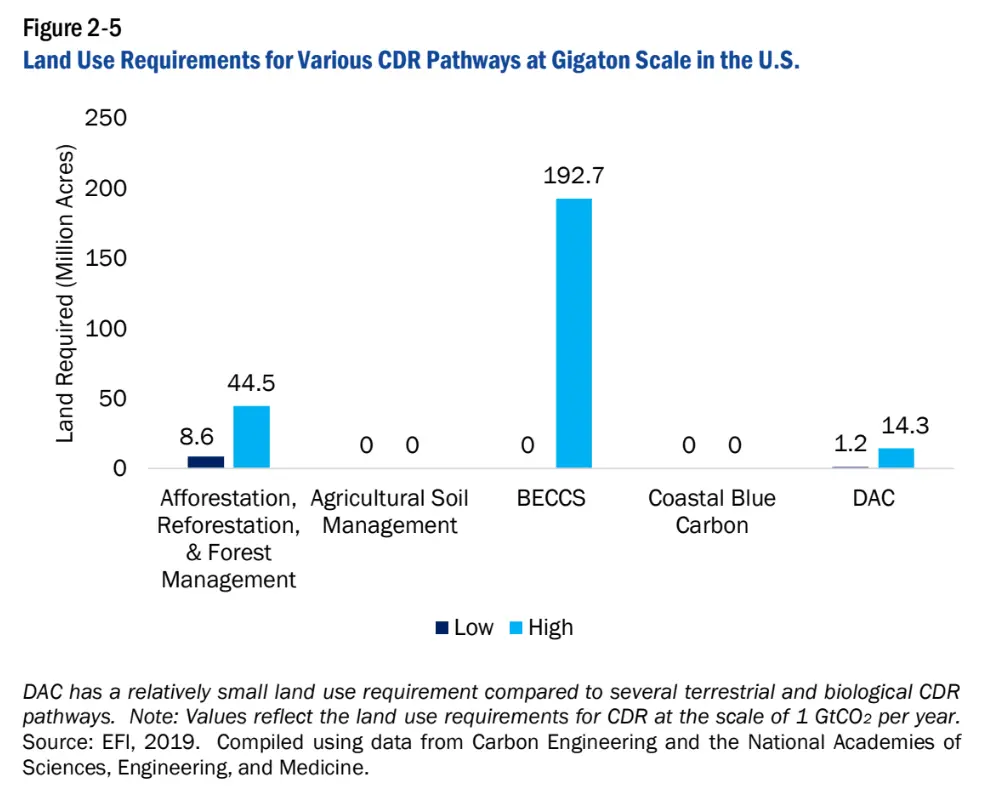 Figure 2-5
Land Use Requirements for Various CDR Pathways at Gigaton Scale in the U.S.
Land Required (Million Acres)
250
200
150
100
50
0
8.6
44.5
0
0
0
192.7
0
0
1.2
14.3
Afforestation,
Reforestation,
& Forest
Management
Agricultural Soil
Management
BECCS
Coastal Blue
Carbon
DAC
Low
High
DAC has a relatively small land use requirement compared to several terrestrial and biological CDR
pathways. Note: Values reflect the land use requirements for CDR at the scale of 1 GtCO₂ per year.
Source: EFI, 2019. Compiled using data from Carbon Engineering and the National Academies of
Sciences, Engineering, and Medicine.